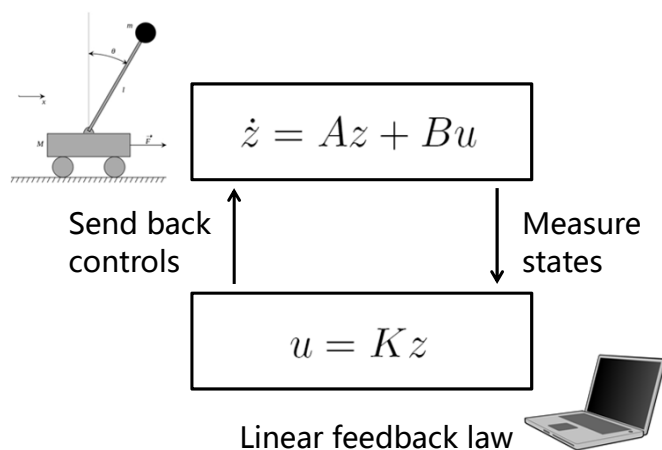 m
θ
l
x
M
F⃗
ż = Az + Bu
Send back
controls
Measure
states
u = Kz
Linear feedback law